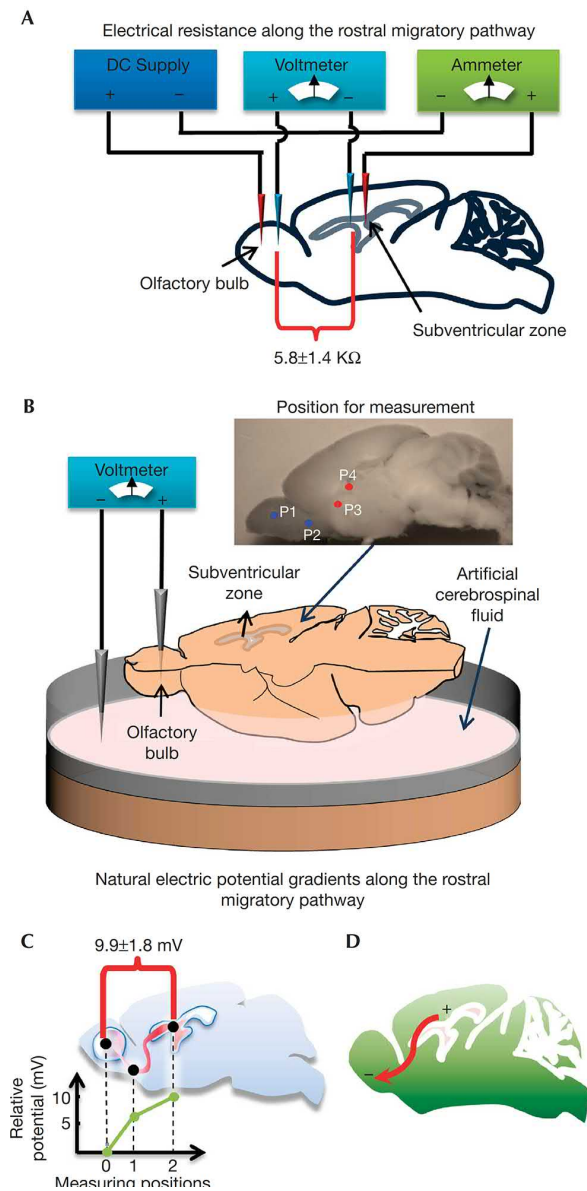 A
Electrical resistance along the rostral migratory pathway
DC Supply
+ −
Voltmeter
+ −
Ammeter
− +
Olfactory bulb
Subventricular zone
5.8±1.4 KΩ
B
Position for measurement
Voltmeter
− +
P4
P1
P3
P2
Subventricular
zone
Artificial
cerebrospinal
fluid
Olfactory
bulb
Natural electric potential gradients along the rostral
migratory pathway
C
9.9±1.8 mV
Relative
potential (mV)
10
5
0 1 2
Measuring positions
D
+
−